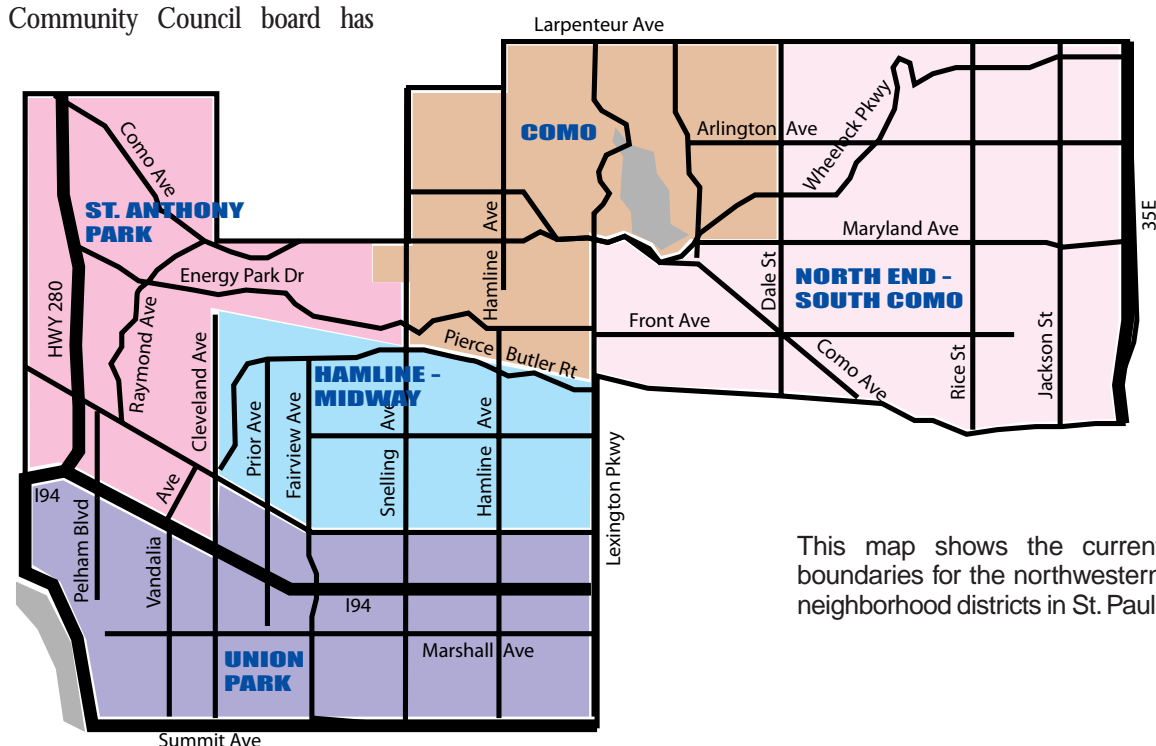 Community Council board has
Larpenteur Ave
COMO
Arlington Ave
Wheelock Pkwy
Como Ave
ST. ANTHONY
PARK
Hamline Ave
Maryland Ave
35E
Energy Park Dr
Dale St
NORTH END -
SOUTH COMO
HWY 280
Raymond Ave
Front Ave
Pierce Butler Rt
Como Ave
Rice St
Jackson St
Cleveland Ave
HAMLINE -
MIDWAY
Prior Ave
Fairview Ave
Snelling Ave
Hamline Ave
Lexington Pkwy
I94
Pelham Blvd
Vandalia Ave
I94
This map shows the current
boundaries for the northwestern
neighborhood districts in St. Paul
Marshall Ave
UNION
PARK
Summit Ave